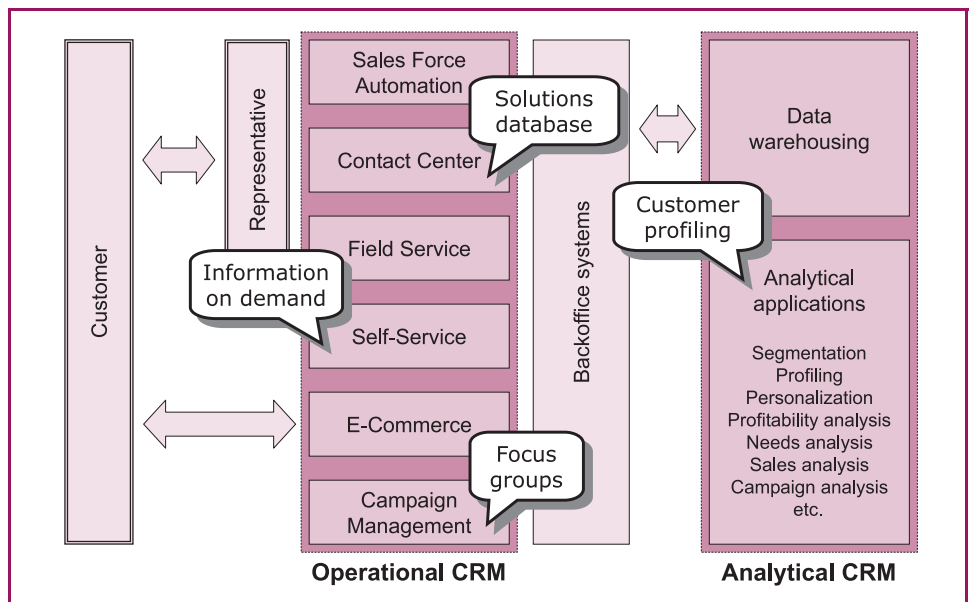 Customer
Representative
Sales Force
Automation
Solutions
database
Contact Center
Field Service
Information
on demand
Self-Service
E-Commerce
Focus
groups
Campaign
Management
Operational CRM
Backoffice systems
Data
warehousing
Customer
profiling
Analytical
applications
Segmentation
Profiling
Personalization
Profitability analysis
Needs analysis
Sales analysis
Campaign analysis
etc.
Analytical CRM